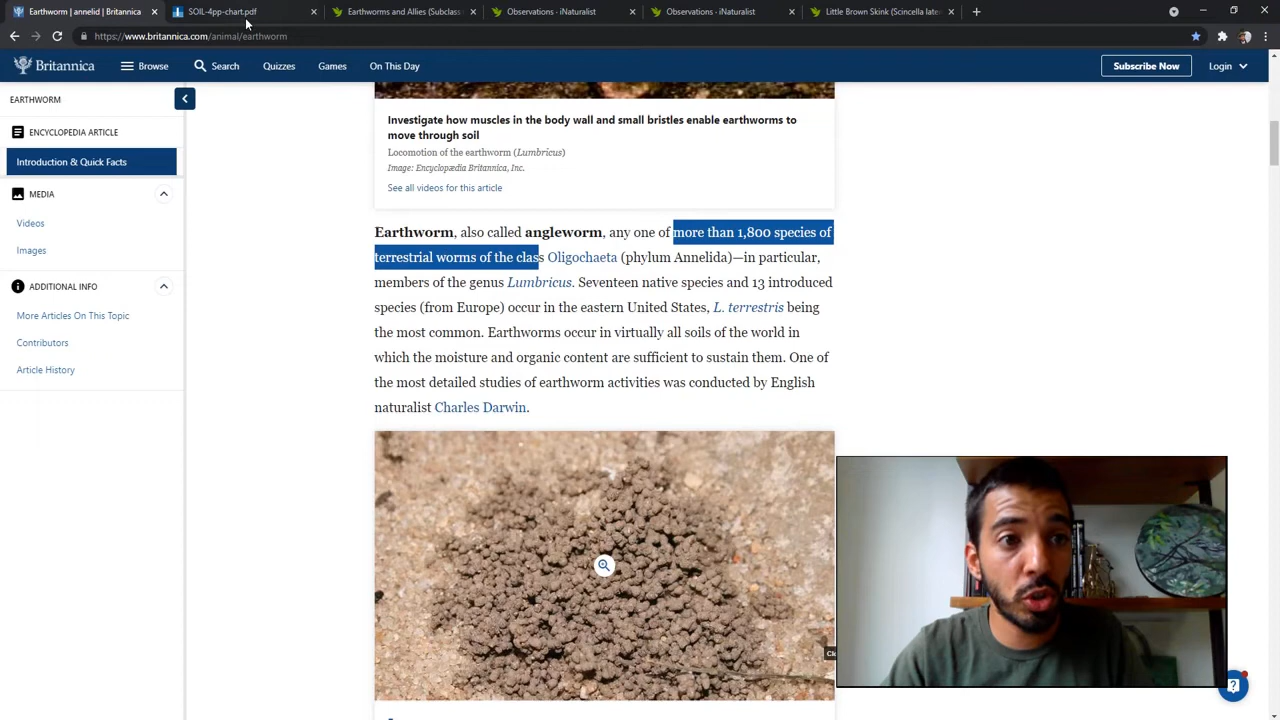 Earthworm | annelid | Britannica
SOIL-4pp-chart.pdf
Earthworms and Allies (Subclass
Observations - iNaturalist
Observations - iNaturalist
Little Brown Skink (Scincella late
https://www.britannica.com/animal/earthworm
Britannica
Browse
Search
Quizzes
Games
On This Day
Subscribe Now
Login
EARTHWORM
ENCYCLOPEDIA ARTICLE
Introduction & Quick Facts
MEDIA
Videos
Images
ADDITIONAL INFO
More Articles On This Topic
Contributors
Article History
Investigate how muscles in the body wall and small bristles enable earthworms to
move through soil
Locomotion of the earthworm (Lumbricus)
Image: Encyclopædia Britannica, Inc.
See all videos for this article
Earthworm, also called angleworm, any one of more than 1,800 species of
terrestrial worms of the class Oligochaeta (phylum Annelida)—in particular,
members of the genus Lumbricus. Seventeen native species and 13 introduced
species (from Europe) occur in the eastern United States, L. terrestris being
the most common. Earthworms occur in virtually all soils of the world in
which the moisture and organic content are sufficient to sustain them. One of
the most detailed studies of earthworm activities was conducted by English
naturalist Charles Darwin.